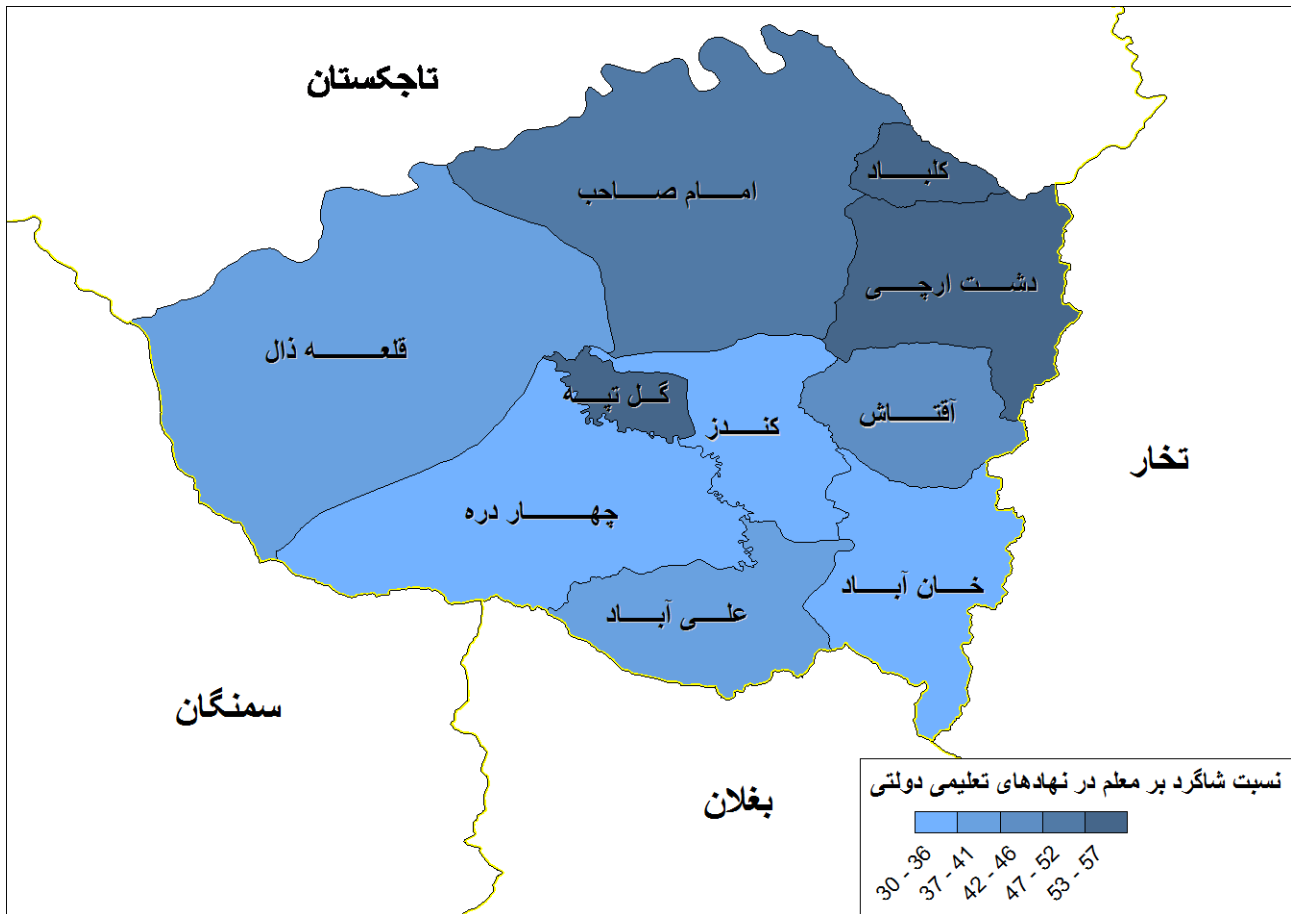 تاجکستان
کلباد
امام صاحب
دشت ارچی
قلعه ذال
گل تپه
آقتاش
کندز
تخار
چهار دره
خان آباد
علی آباد
سمنگان
بغلان
نسبت شاگرد بر معلم در نهادهای تعلیمی دولتی
30 - 36
37 - 41
42 - 46
47 - 52
53 - 57